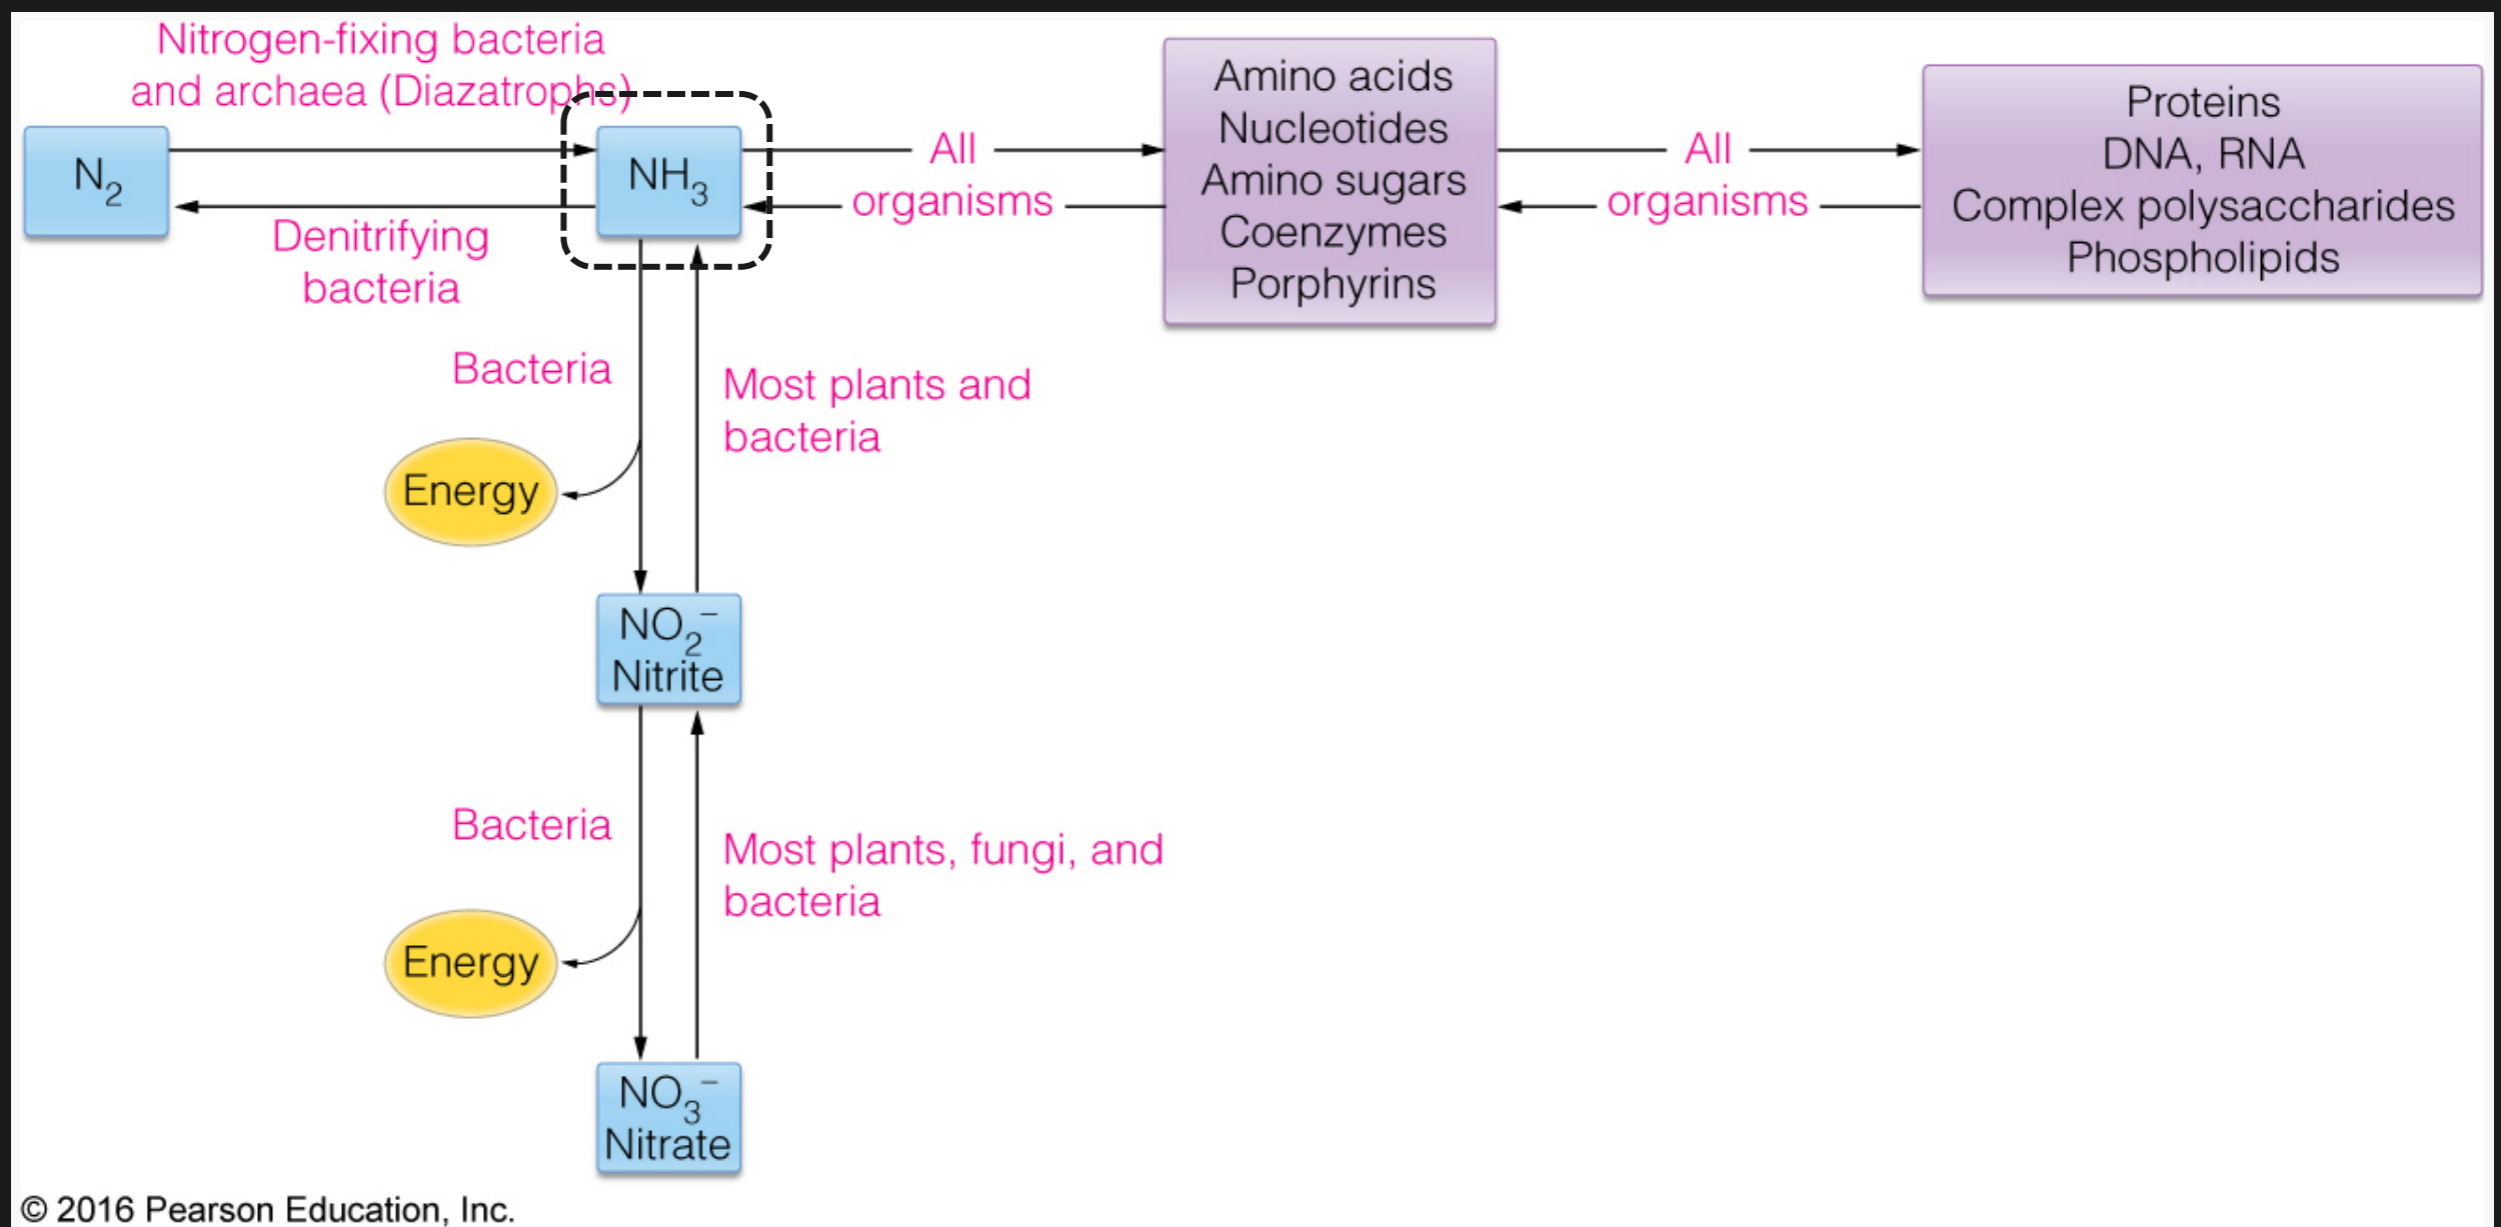 Nitrogen-fixing bacteria
and archaea (Diazatrophs)
N2
NH3
Denitrifying
bacteria
All
organisms
Amino acids
Nucleotides
Amino sugars
Coenzymes
Porphyrins
All
organisms
Proteins
DNA, RNA
Complex polysaccharides
Phospholipids
Bacteria
Most plants and
bacteria
Energy
NO2−
Nitrite
Bacteria
Most plants, fungi, and
bacteria
Energy
NO3−
Nitrate
© 2016 Pearson Education, Inc.